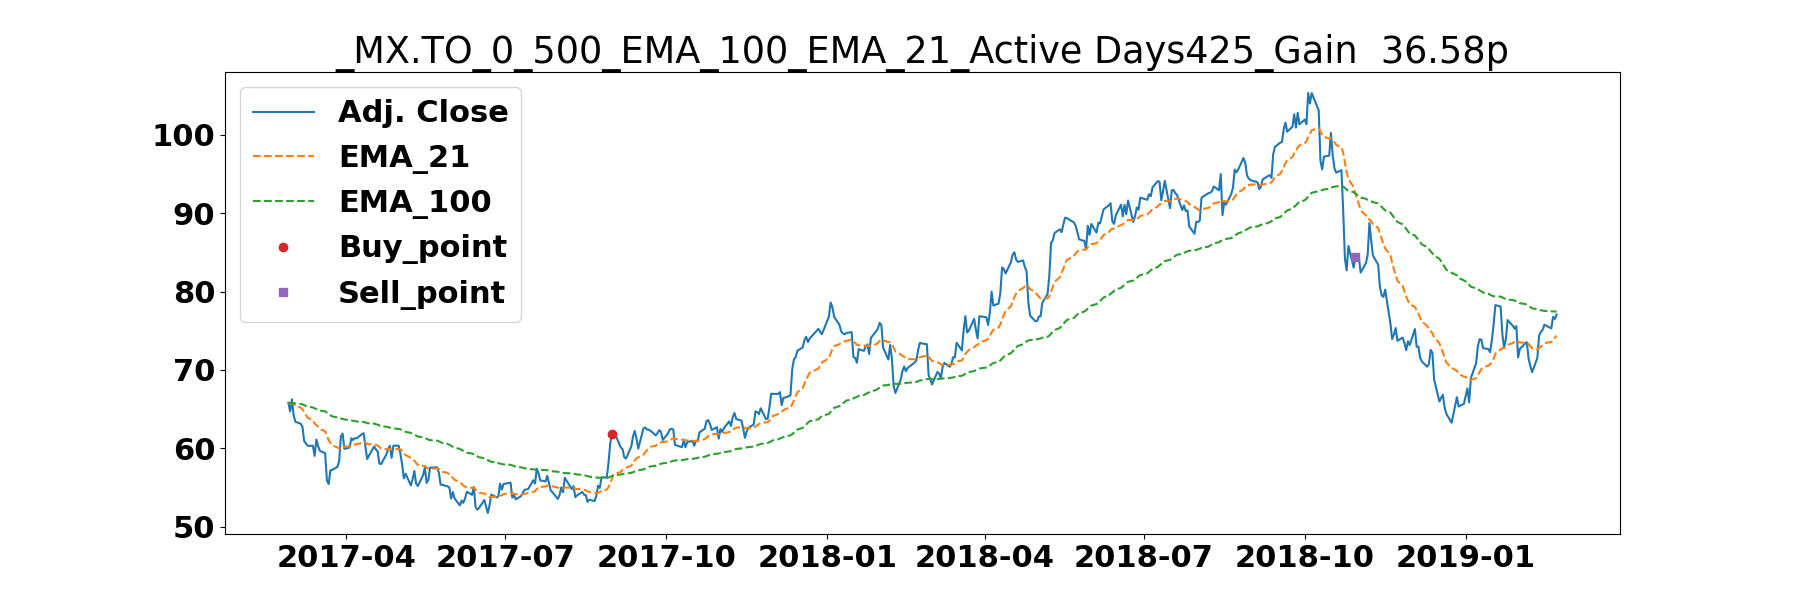 _MX.TO_0_500_EMA_100_EMA_21_Active Days425_Gain  36.58p
Adj. Close
EMA_21
EMA_100
Buy_point
Sell_point
100
90
80
70
60
50
2017-04 2017-07 2017-10 2018-01 2018-04 2018-07 2018-10 2019-01